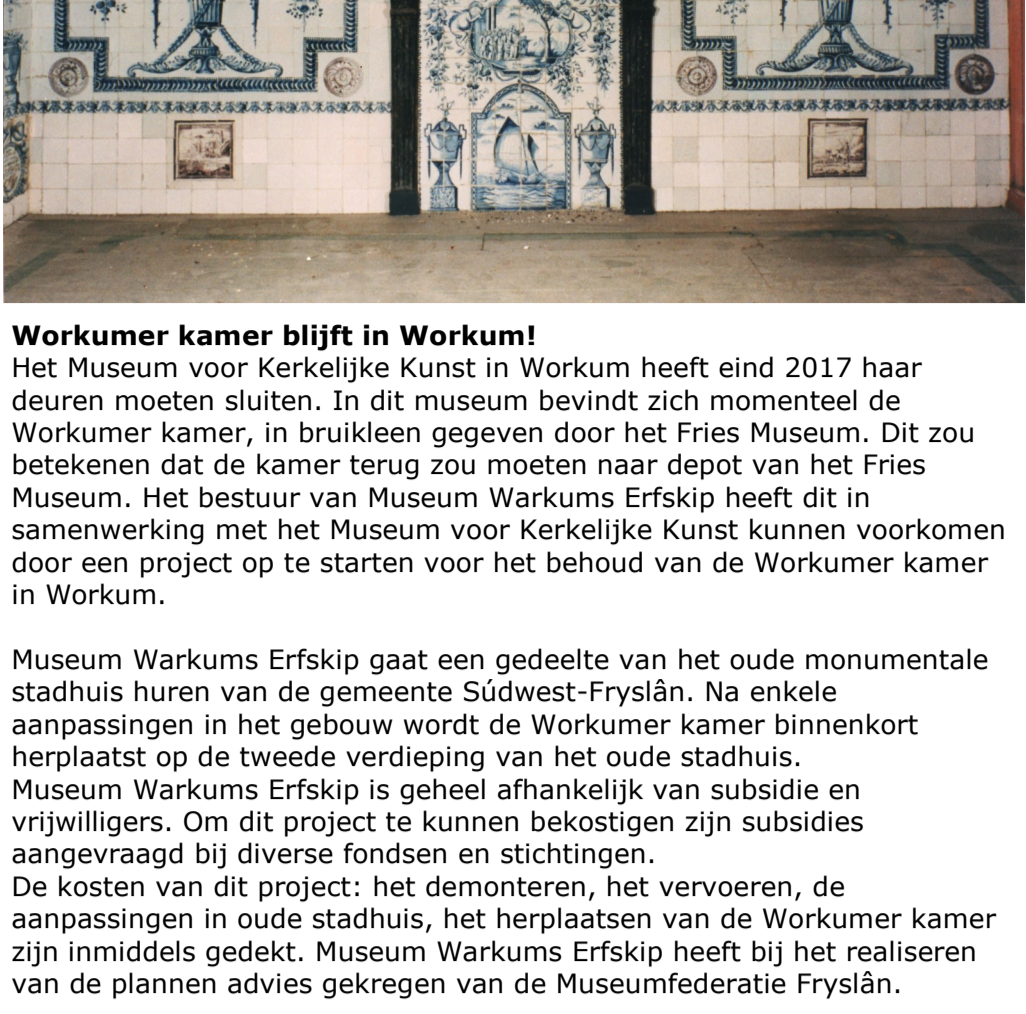 Workumer kamer blijft in Workum!
Het Museum voor Kerkelijke Kunst in Workum heeft eind 2017 haar
deuren moeten sluiten. In dit museum bevindt zich momenteel de
Workumer kamer, in bruikleen gegeven door het Fries Museum. Dit zou
betekenen dat de kamer terug zou moeten naar depot van het Fries
Museum. Het bestuur van Museum Warkums Erfskip heeft dit in
samenwerking met het Museum voor Kerkelijke Kunst kunnen voorkomen
door een project op te starten voor het behoud van de Workumer kamer
in Workum.
Museum Warkums Erfskip gaat een gedeelte van het oude monumentale
stadhuis huren van de gemeente Súdwest-Fryslân. Na enkele
aanpassingen in het gebouw wordt de Workumer kamer binnenkort
herplaatst op de tweede verdieping van het oude stadhuis.
Museum Warkums Erfskip is geheel afhankelijk van subsidie en
vrijwilligers. Om dit project te kunnen bekostigen zijn subsidies
aangevraagd bij diverse fondsen en stichtingen.
De kosten van dit project: het demonteren, het vervoeren, de
aanpassingen in oude stadhuis, het herplaatsen van de Workumer kamer
zijn inmiddels gedekt. Museum Warkums Erfskip heeft bij het realiseren
van de plannen advies gekregen van de Museumfederatie Fryslân.